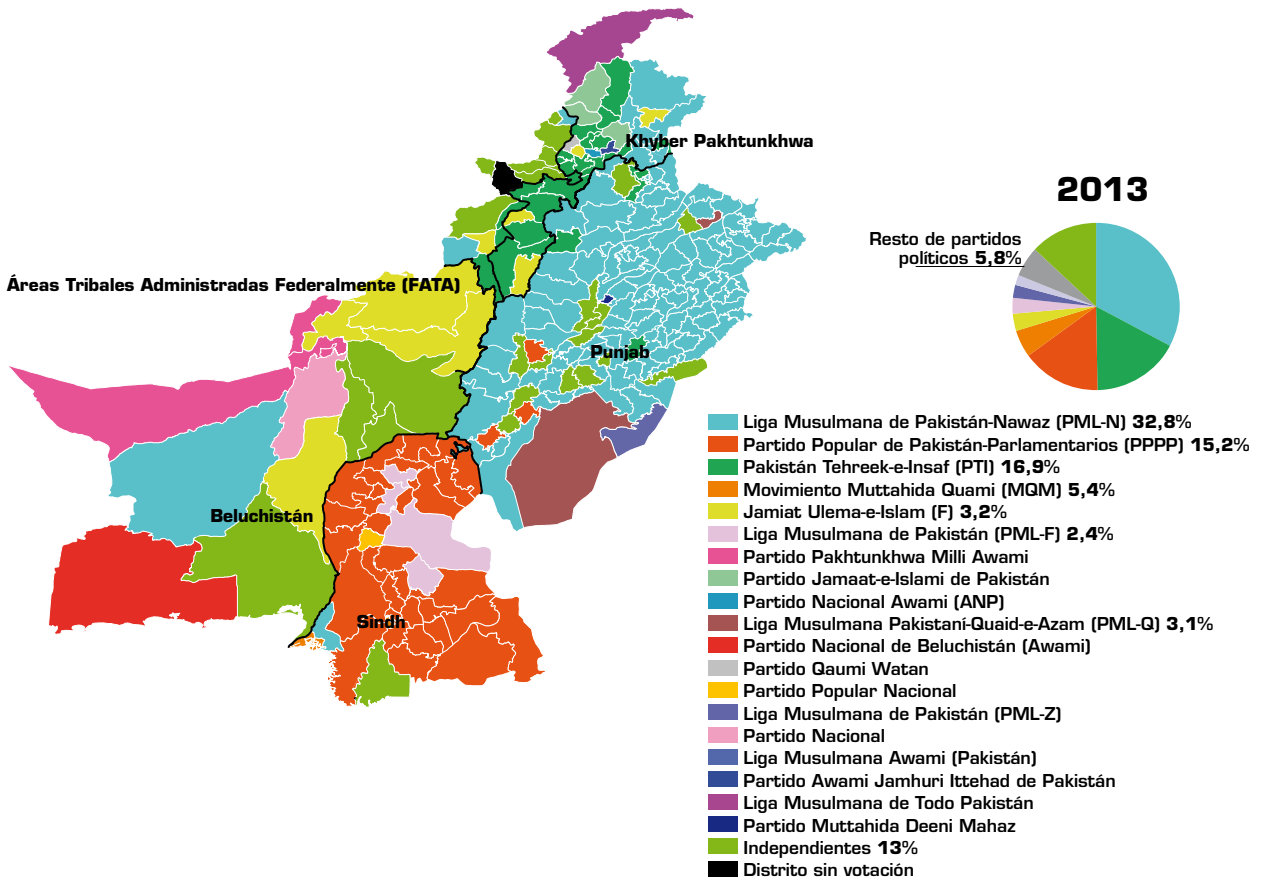 Khyber Pakhtunkhwa
2013
Resto de partidos
políticos 5,8%
Áreas Tribales Administradas Federalmente (FATA)
Punjab
Beluchistán
Sindh
Liga Musulmana de Pakistán-Nawaz (PML-N) 32,8%
Partido Popular de Pakistán-Parlamentarios (PPPP) 15,2%
Pakistán Tehreek-e-Insaf (PTI) 16,9%
Movimiento Muttahida Quami (MQM) 5,4%
Jamiat Ulema-e-Islam (F) 3,2%
Liga Musulmana de Pakistán (PML-F) 2,4%
Partido Pakhtunkhwa Milli Awami
Partido Jamaat-e-Islami de Pakistán
Partido Nacional Awami (ANP)
Liga Musulmana Pakistaní-Quaid-e-Azam (PML-Q) 3,1%
Partido Nacional de Beluchistán (Awami)
Partido Qaumi Watan
Partido Popular Nacional
Liga Musulmana de Pakistán (PML-Z)
Partido Nacional
Liga Musulmana Awami (Pakistán)
Partido Awami Jamhuri Ittehad de Pakistán
Liga Musulmana de Todo Pakistán
Partido Muttahida Deeni Mahaz
Independientes 13%
Distrito sin votación